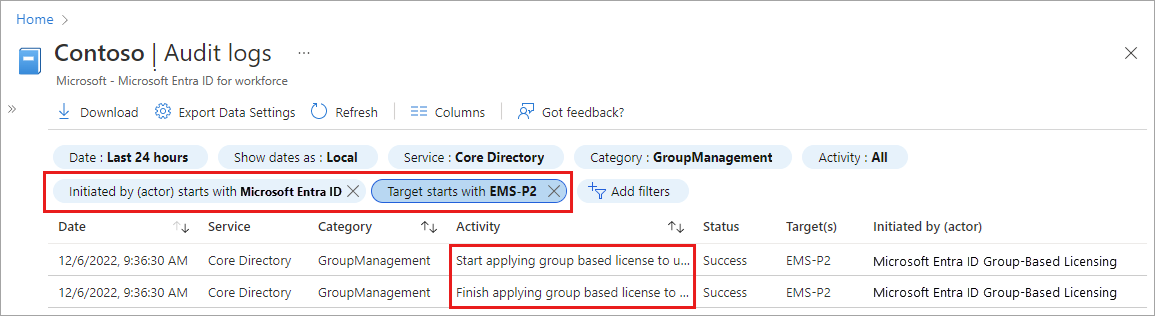 Home
Contoso | Audit logs ...
Microsoft - Microsoft Entra ID for workforce
Download Export Data Settings Refresh Columns Got feedback?
Date : Last 24 hours Show dates as : Local Service : Core Directory Category : GroupManagement Activity : All
Initiated by (actor) starts with Microsoft Entra ID Target starts with EMS-P2 Add filters
Date Service Category Activity Status Target(s) Initiated by (actor)
12/6/2022, 9:36:30 AM Core Directory GroupManagement Start applying group based license to u... Success EMS-P2 Microsoft Entra ID Group-Based Licensing
12/6/2022, 9:36:30 AM Core Directory GroupManagement Finish applying group based license to ... Success EMS-P2 Microsoft Entra ID Group-Based Licensing